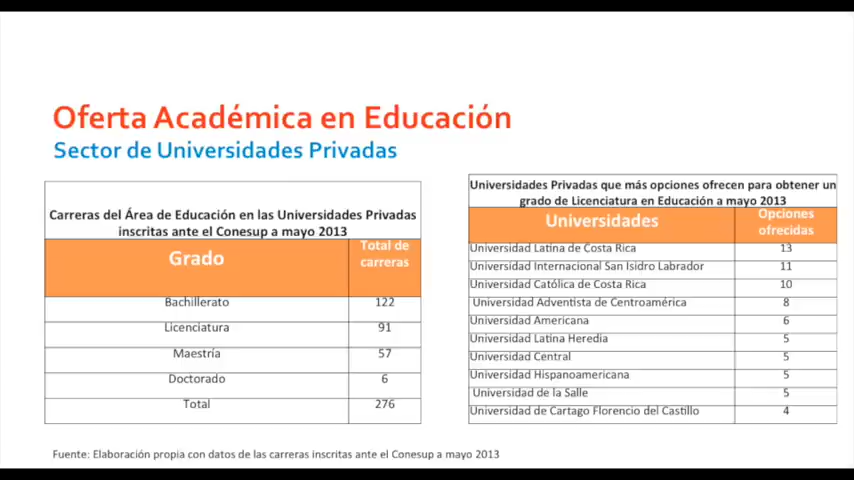 Oferta Académica en Educación
Sector de Universidades Privadas
Carreras del Área de Educación en las Universidades Privadas
inscritas ante el Conesup a mayo 2013
Grado Total de
carreras
Bachillerato 122
Licenciatura 91
Maestría 57
Doctorado 6
Total 276
Universidades Privadas que más opciones ofrecen para obtener un
grado de Licenciatura en Educación a mayo 2013
Universidades Opciones
ofrecidas
Universidad Latina de Costa Rica 13
Universidad Internacional San Isidro Labrador 11
Universidad Católica de Costa Rica 10
Universidad Adventista de Centroamérica 8
Universidad Americana 6
Universidad Latina Heredia 5
Universidad Central 5
Universidad Hispanoamericana 5
Universidad de la Salle 5
Universidad de Cartago Florencio del Castillo 4
Fuente: Elaboración propia con datos de las carreras inscritas ante el Conesup a mayo 2013